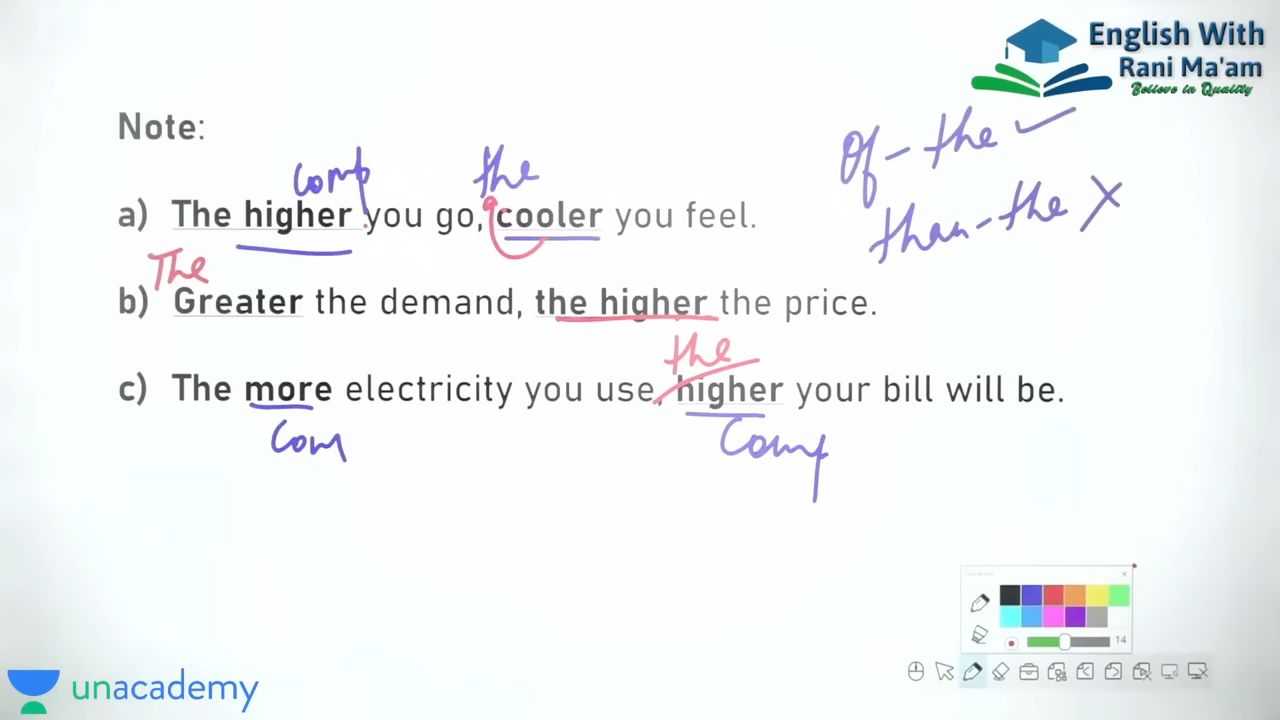 English With
Rani Ma'am
Believe in Quality
Note:
Of - the ✓
than - the X
comp the
a) The higher you go, cooler you feel.
The
b) Greater the demand, the higher the price.
the
c) The more electricity you use, higher your bill will be.
Com Comp
14
unacademy